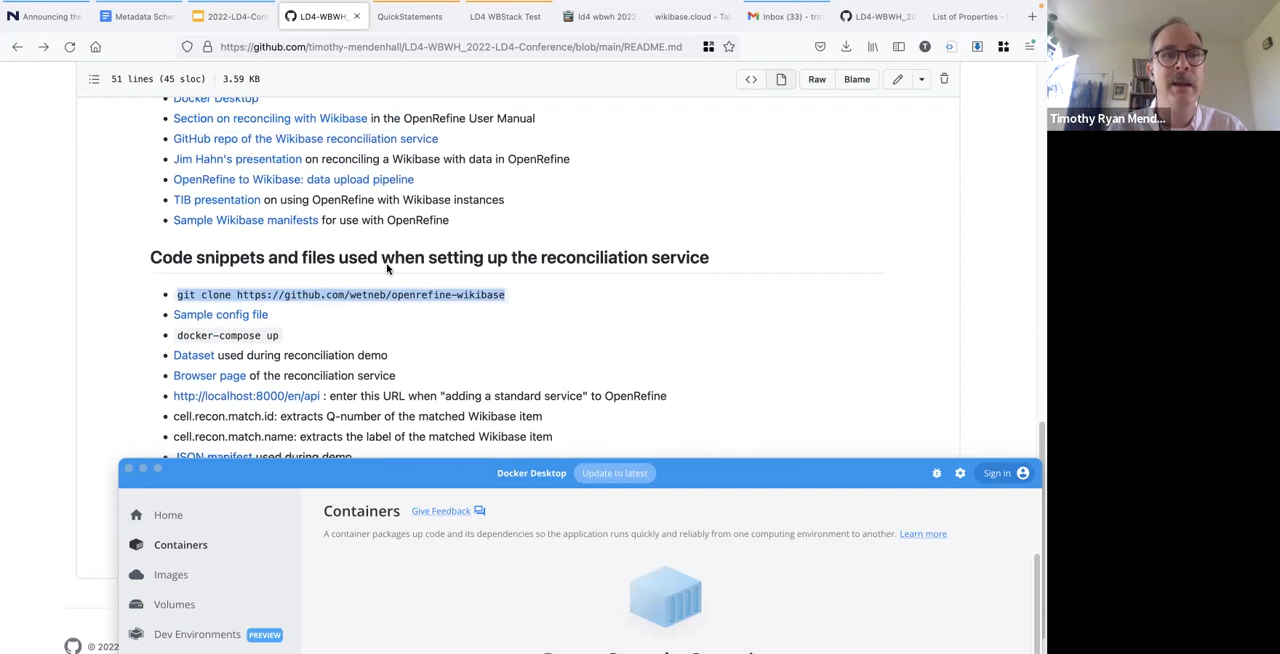 Announcing the
Metadata Scher
2022-LD4-Conf
LD4-WBWH_
QuickStatements
LD4 WBStack Test
ld4 wbwh 2022
wikibase.cloud - Tal
Inbox (33) - trm
LD4-WBWH_20
List of Properties - L
https://github.com/timothy-mendenhall/LD4-WBWH_2022-LD4-Conference/blob/main/README.md
51 lines (45 sloc) 3.59 KB
Raw
Blame
Docker Desktop
Section on reconciling with Wikibase in the OpenRefine User Manual
GitHub repo of the Wikibase reconciliation service
Jim Hahn's presentation on reconciling a Wikibase with data in OpenRefine
OpenRefine to Wikibase: data upload pipeline
TIB presentation on using OpenRefine with Wikibase instances
Sample Wikibase manifests for use with OpenRefine
Code snippets and files used when setting up the reconciliation service
git clone https://github.com/wetneb/openrefine-wikibase
Sample config file
docker-compose up
Dataset used during reconciliation demo
Browser page of the reconciliation service
http://localhost:8000/en/api : enter this URL when "adding a standard service" to OpenRefine
cell.recon.match.id: extracts Q-number of the matched Wikibase item
cell.recon.match.name: extracts the label of the matched Wikibase item
JSON manifest used during demo
Docker Desktop
Update to latest
Sign in
Home
Containers
Images
Volumes
Dev Environments PREVIEW
Containers
Give Feedback
A container packages up code and its dependencies so the application runs quickly and reliably from one computing environment to another. Learn more
© 2022
Timothy Ryan Mend...